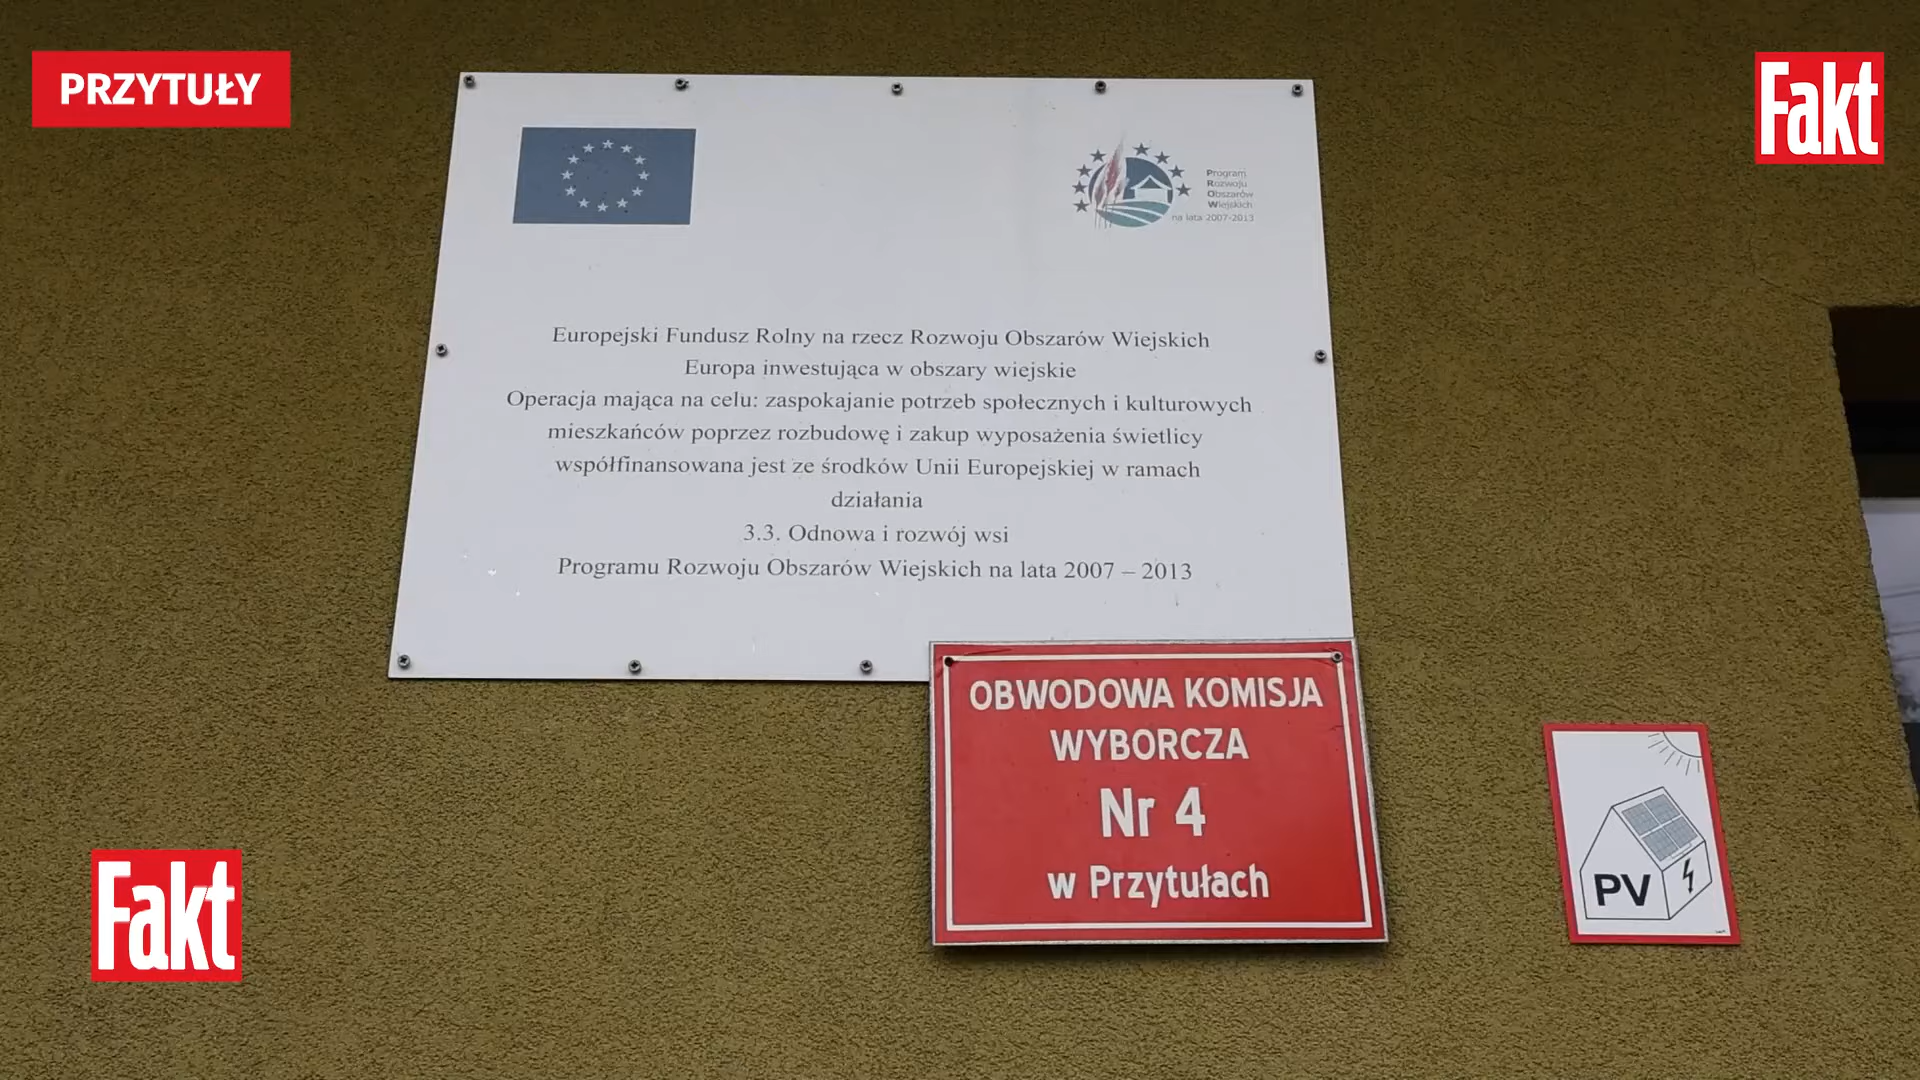 PRZYTUŁY
Fakt
Program
Rozwoju
Obszarów
Wiejskich
na lata 2007-2013
Europejski Fundusz Rolny na rzecz Rozwoju Obszarów Wiejskich
Europa inwestująca w obszary wiejskie
Operacja mająca na celu: zaspokajanie potrzeb społecznych i kulturowych
mieszkańców poprzez rozbudowę i zakup wyposażenia świetlicy
współfinansowana jest ze środków Unii Europejskiej w ramach
działania
3.3. Odnowa i rozwój wsi
Programu Rozwoju Obszarów Wiejskich na lata 2007 – 2013
OBWODOWA KOMISJA
WYBORCZA
Nr 4
w Przytułach
PV
Fakt